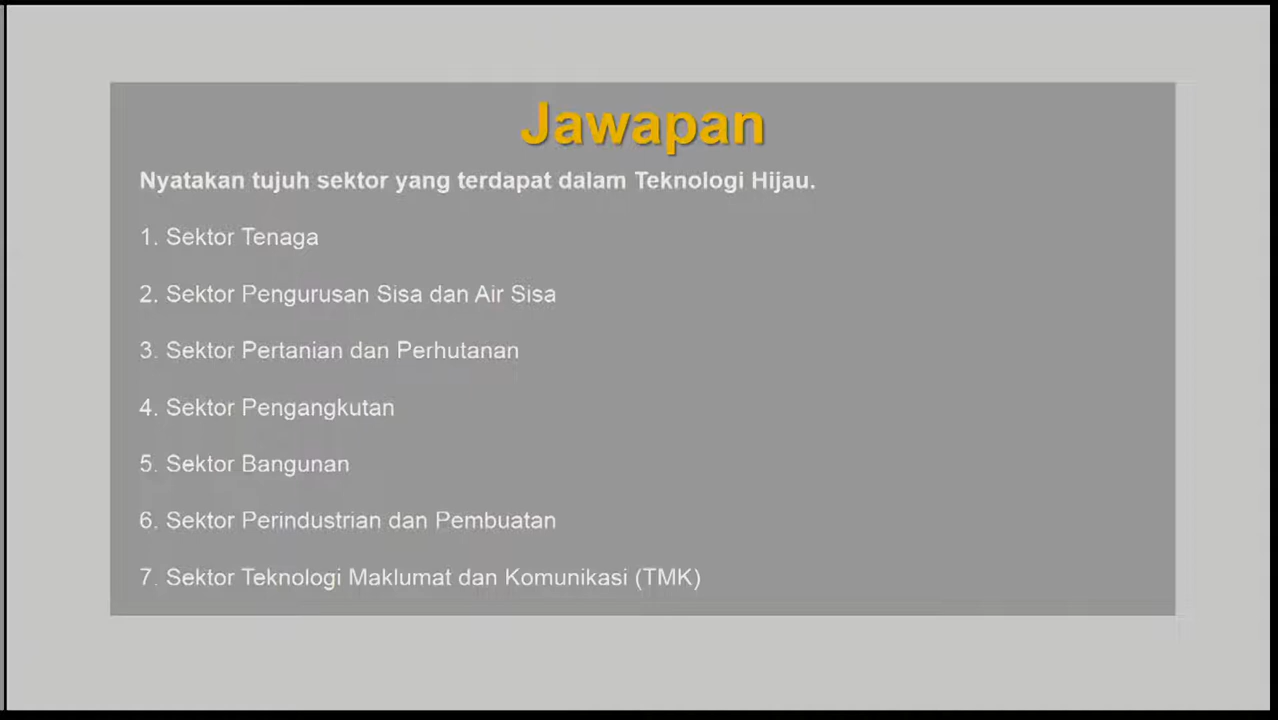 Jawapan
Nyatakan tujuh sektor yang terdapat dalam Teknologi Hijau.
1. Sektor Tenaga
2. Sektor Pengurusan Sisa dan Air Sisa
3. Sektor Pertanian dan Perhutanan
4. Sektor Pengangkutan
5. Sektor Bangunan
6. Sektor Perindustrian dan Pembuatan
7. Sektor Teknologi Maklumat dan Komunikasi (TMK)